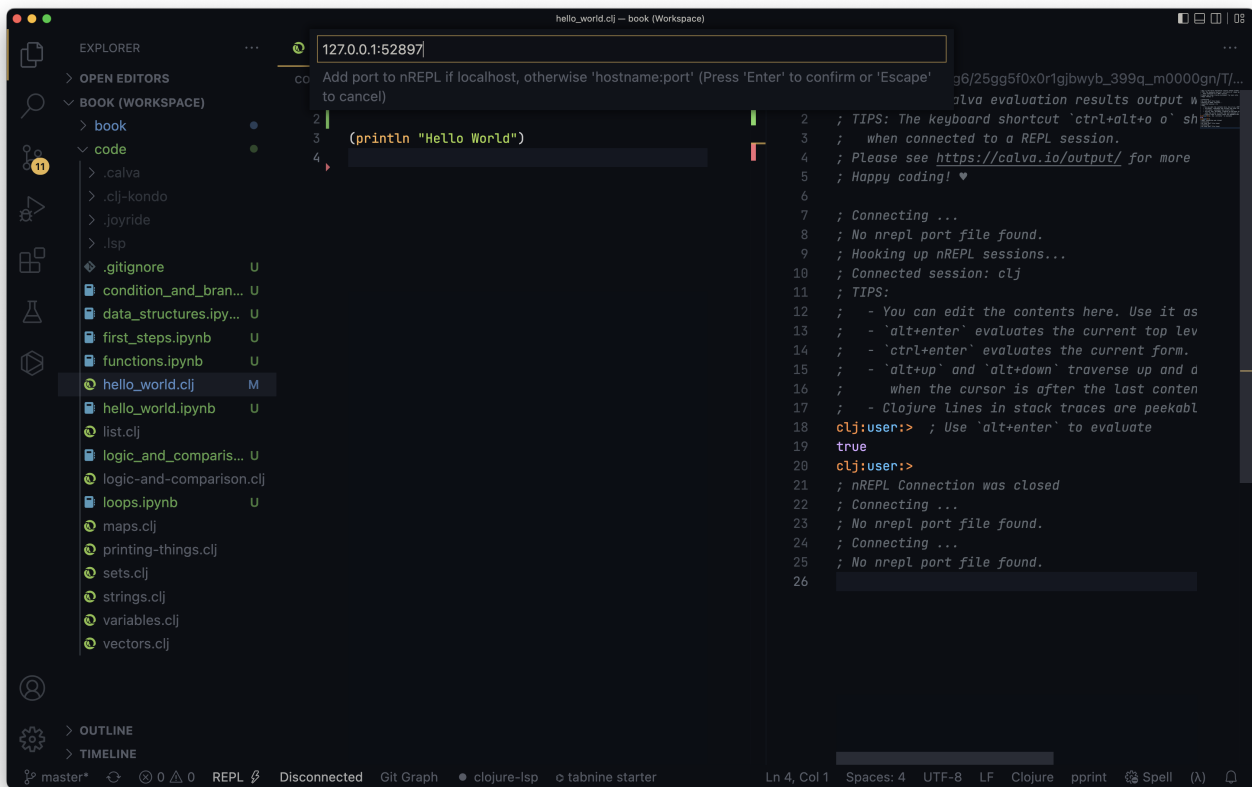 hello_world.clj — book (Workspace)
EXPLORER
127.0.0.1:52897
Add port to nREPL if localhost, otherwise 'hostname:port' (Press 'Enter' to confirm or 'Escape'
to cancel)
OPEN EDITORS
BOOK (WORKSPACE)
book
code
.calva
.clj-kondo
.joyride
.lsp
.gitignore U
condition_and_bran... U
data_structures.ipy... U
first_steps.ipynb U
functions.ipynb U
hello_world.clj M
hello_world.ipynb U
list.clj
logic_and_comparis... U
logic-and-comparison.clj
loops.ipynb U
maps.clj
printing-things.clj
sets.clj
strings.clj
variables.clj
vectors.clj
OUTLINE
TIMELINE
11
co
2
3 (println "Hello World")
4
g6/25gg5f0x0r1gjbwyb_399q_m0000gn/T/...
alva evaluation results output w
2 ; TIPS: The keyboard shortcut `ctrl+alt+o o` sh
3 ;   when connected to a REPL session.
4 ; Please see https://calva.io/output/ for more
5 ; Happy coding! ♥
6
7 ; Connecting ...
8 ; No nrepl port file found.
9 ; Hooking up nREPL sessions...
10 ; Connected session: clj
11 ; TIPS:
12 ;   - You can edit the contents here. Use it as
13 ;   - `alt+enter` evaluates the current top lev
14 ;   - `ctrl+enter` evaluates the current form.
15 ;   - `alt+up` and `alt+down` traverse up and d
16 ;     when the cursor is after the last conten
17 ;   - Clojure lines in stack traces are peekabl
18 clj:user:>  ; Use `alt+enter` to evaluate
19 true
20 clj:user:>
21 ; nREPL Connection was closed
22 ; Connecting ...
23 ; No nrepl port file found.
24 ; Connecting ...
25 ; No nrepl port file found.
26
master* 0 0 REPL Disconnected Git Graph clojure-lsp tabnine starter Ln 4, Col 1 Spaces: 4 UTF-8 LF Clojure pprint Spell (λ)